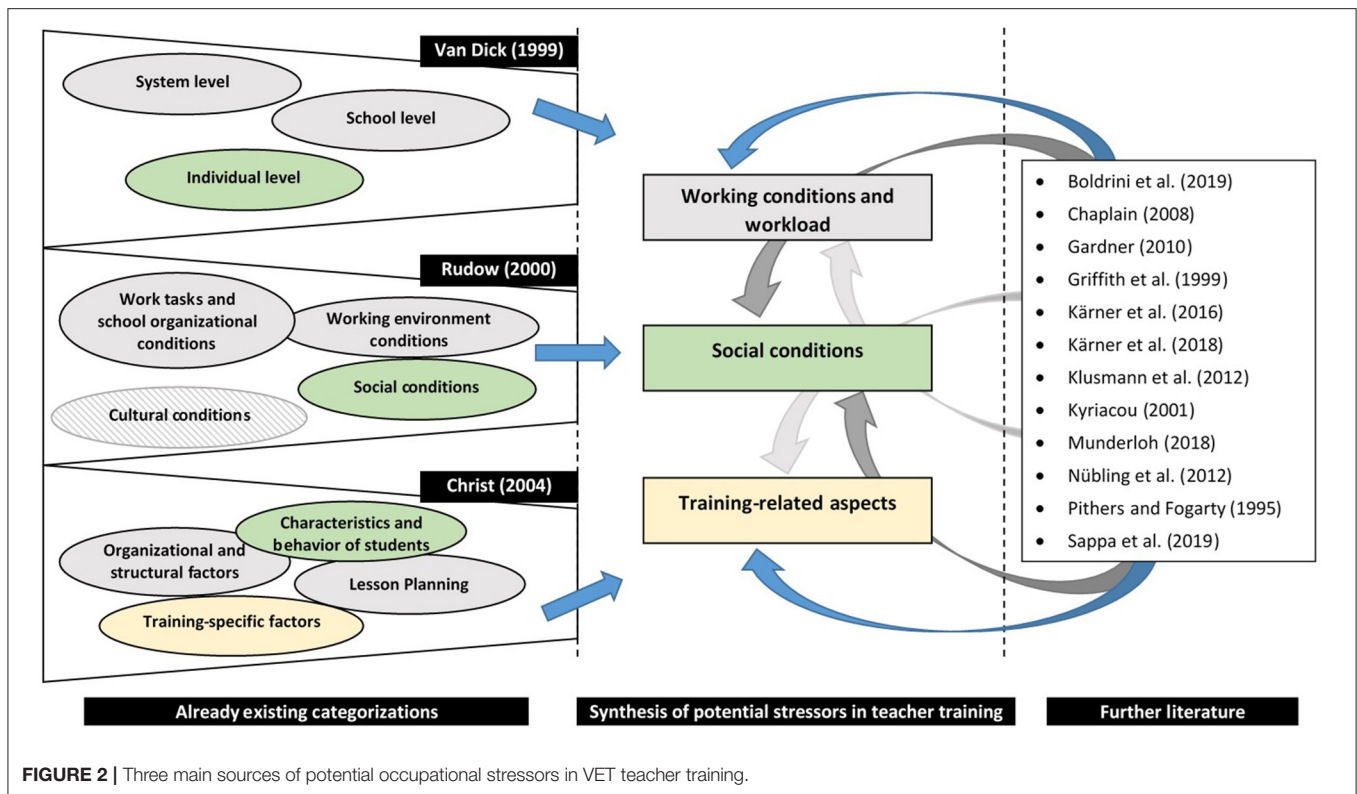 Van Dick (1999)
System level
School level
Individual level
Rudow (2000)
Work tasks and
school organizational
conditions
Working environment
conditions
Social conditions
Cultural conditions
Christ (2004)
Characteristics and
behavior of students
Organizational and
structural factors
Lesson Planning
Training-specific factors
Already existing categorizations
Working conditions and
workload
Social conditions
Training-related aspects
Synthesis of potential stressors in teacher training
• Boldrini et al. (2019)
• Chaplain (2008)
• Gardner (2010)
• Griffith et al. (1999)
• Kärner et al. (2016)
• Kärner et al. (2018)
• Klusmann et al. (2012)
• Kyriacou (2001)
• Munderloh (2018)
• Nübling et al. (2012)
• Pithers and Fogarty (1995)
• Sappa et al. (2019)
Further literature
FIGURE 2 | Three main sources of potential occupational stressors in VET teacher training.